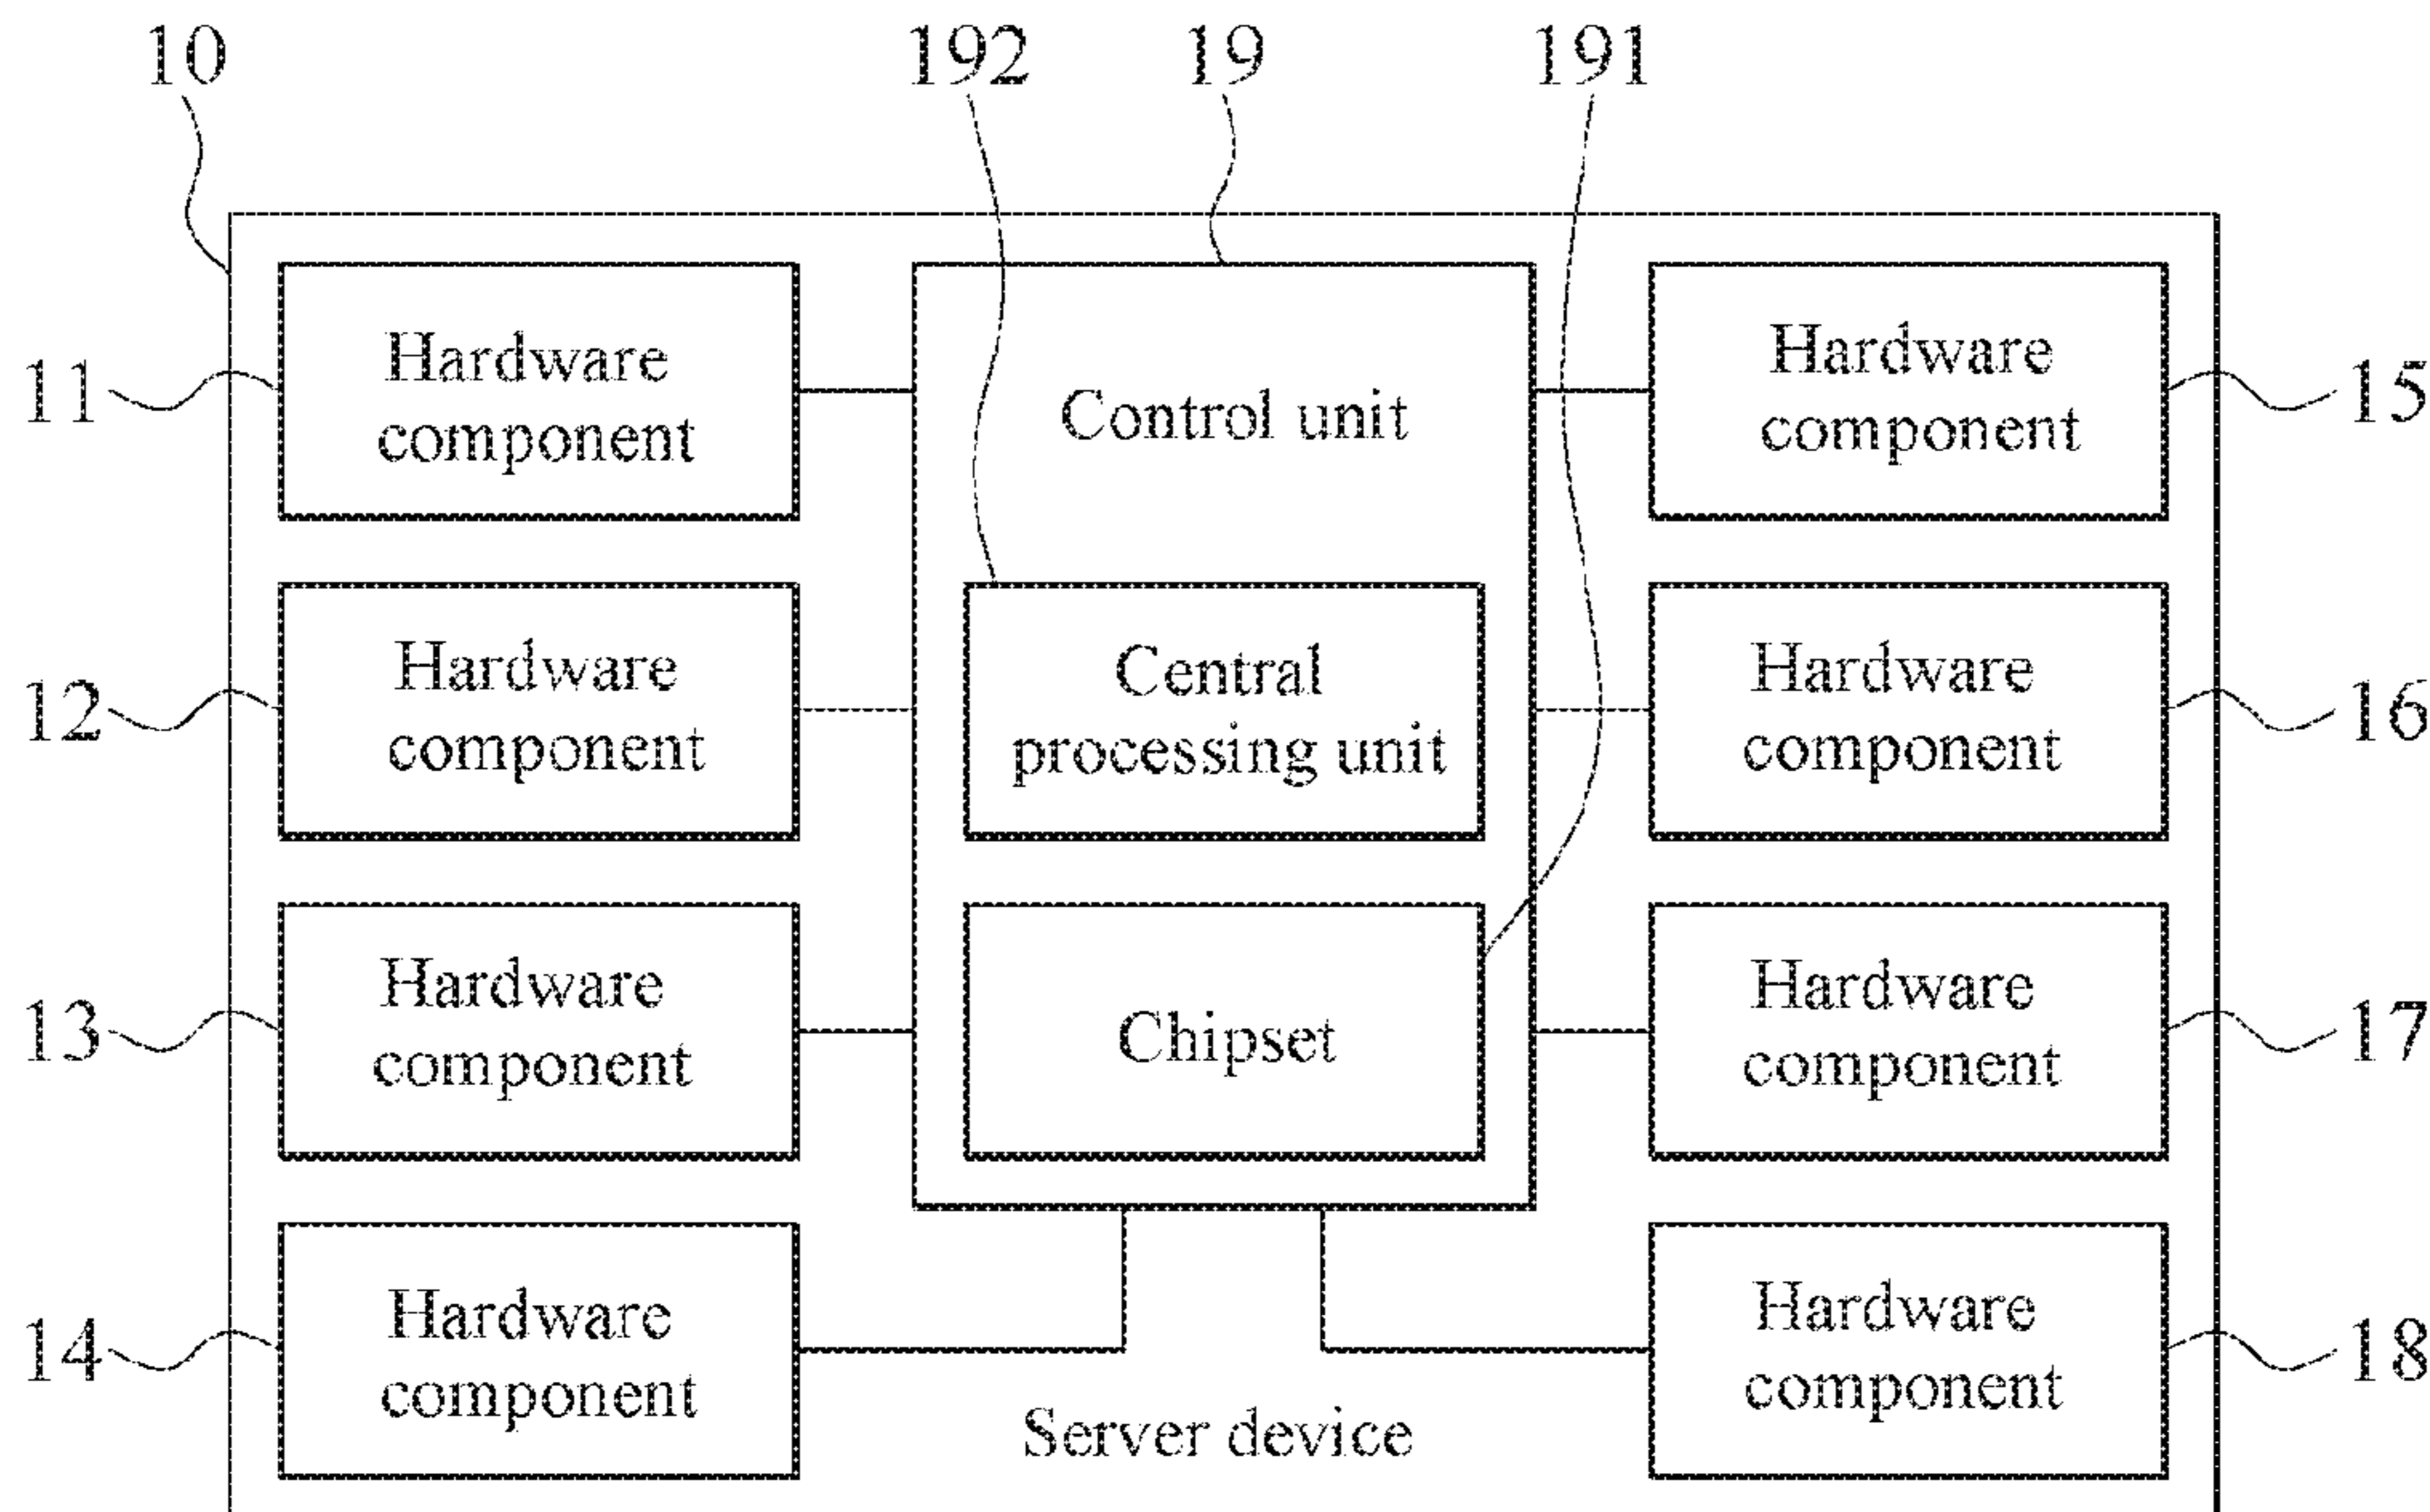 10
192
19
191
11
Hardware
component
Control unit
Hardware
component
15
12
Hardware
component
Central
processing unit
Hardware
component
16
13
Hardware
component
Chipset
Hardware
component
17
14
Hardware
component
Hardware
component
18
Server device